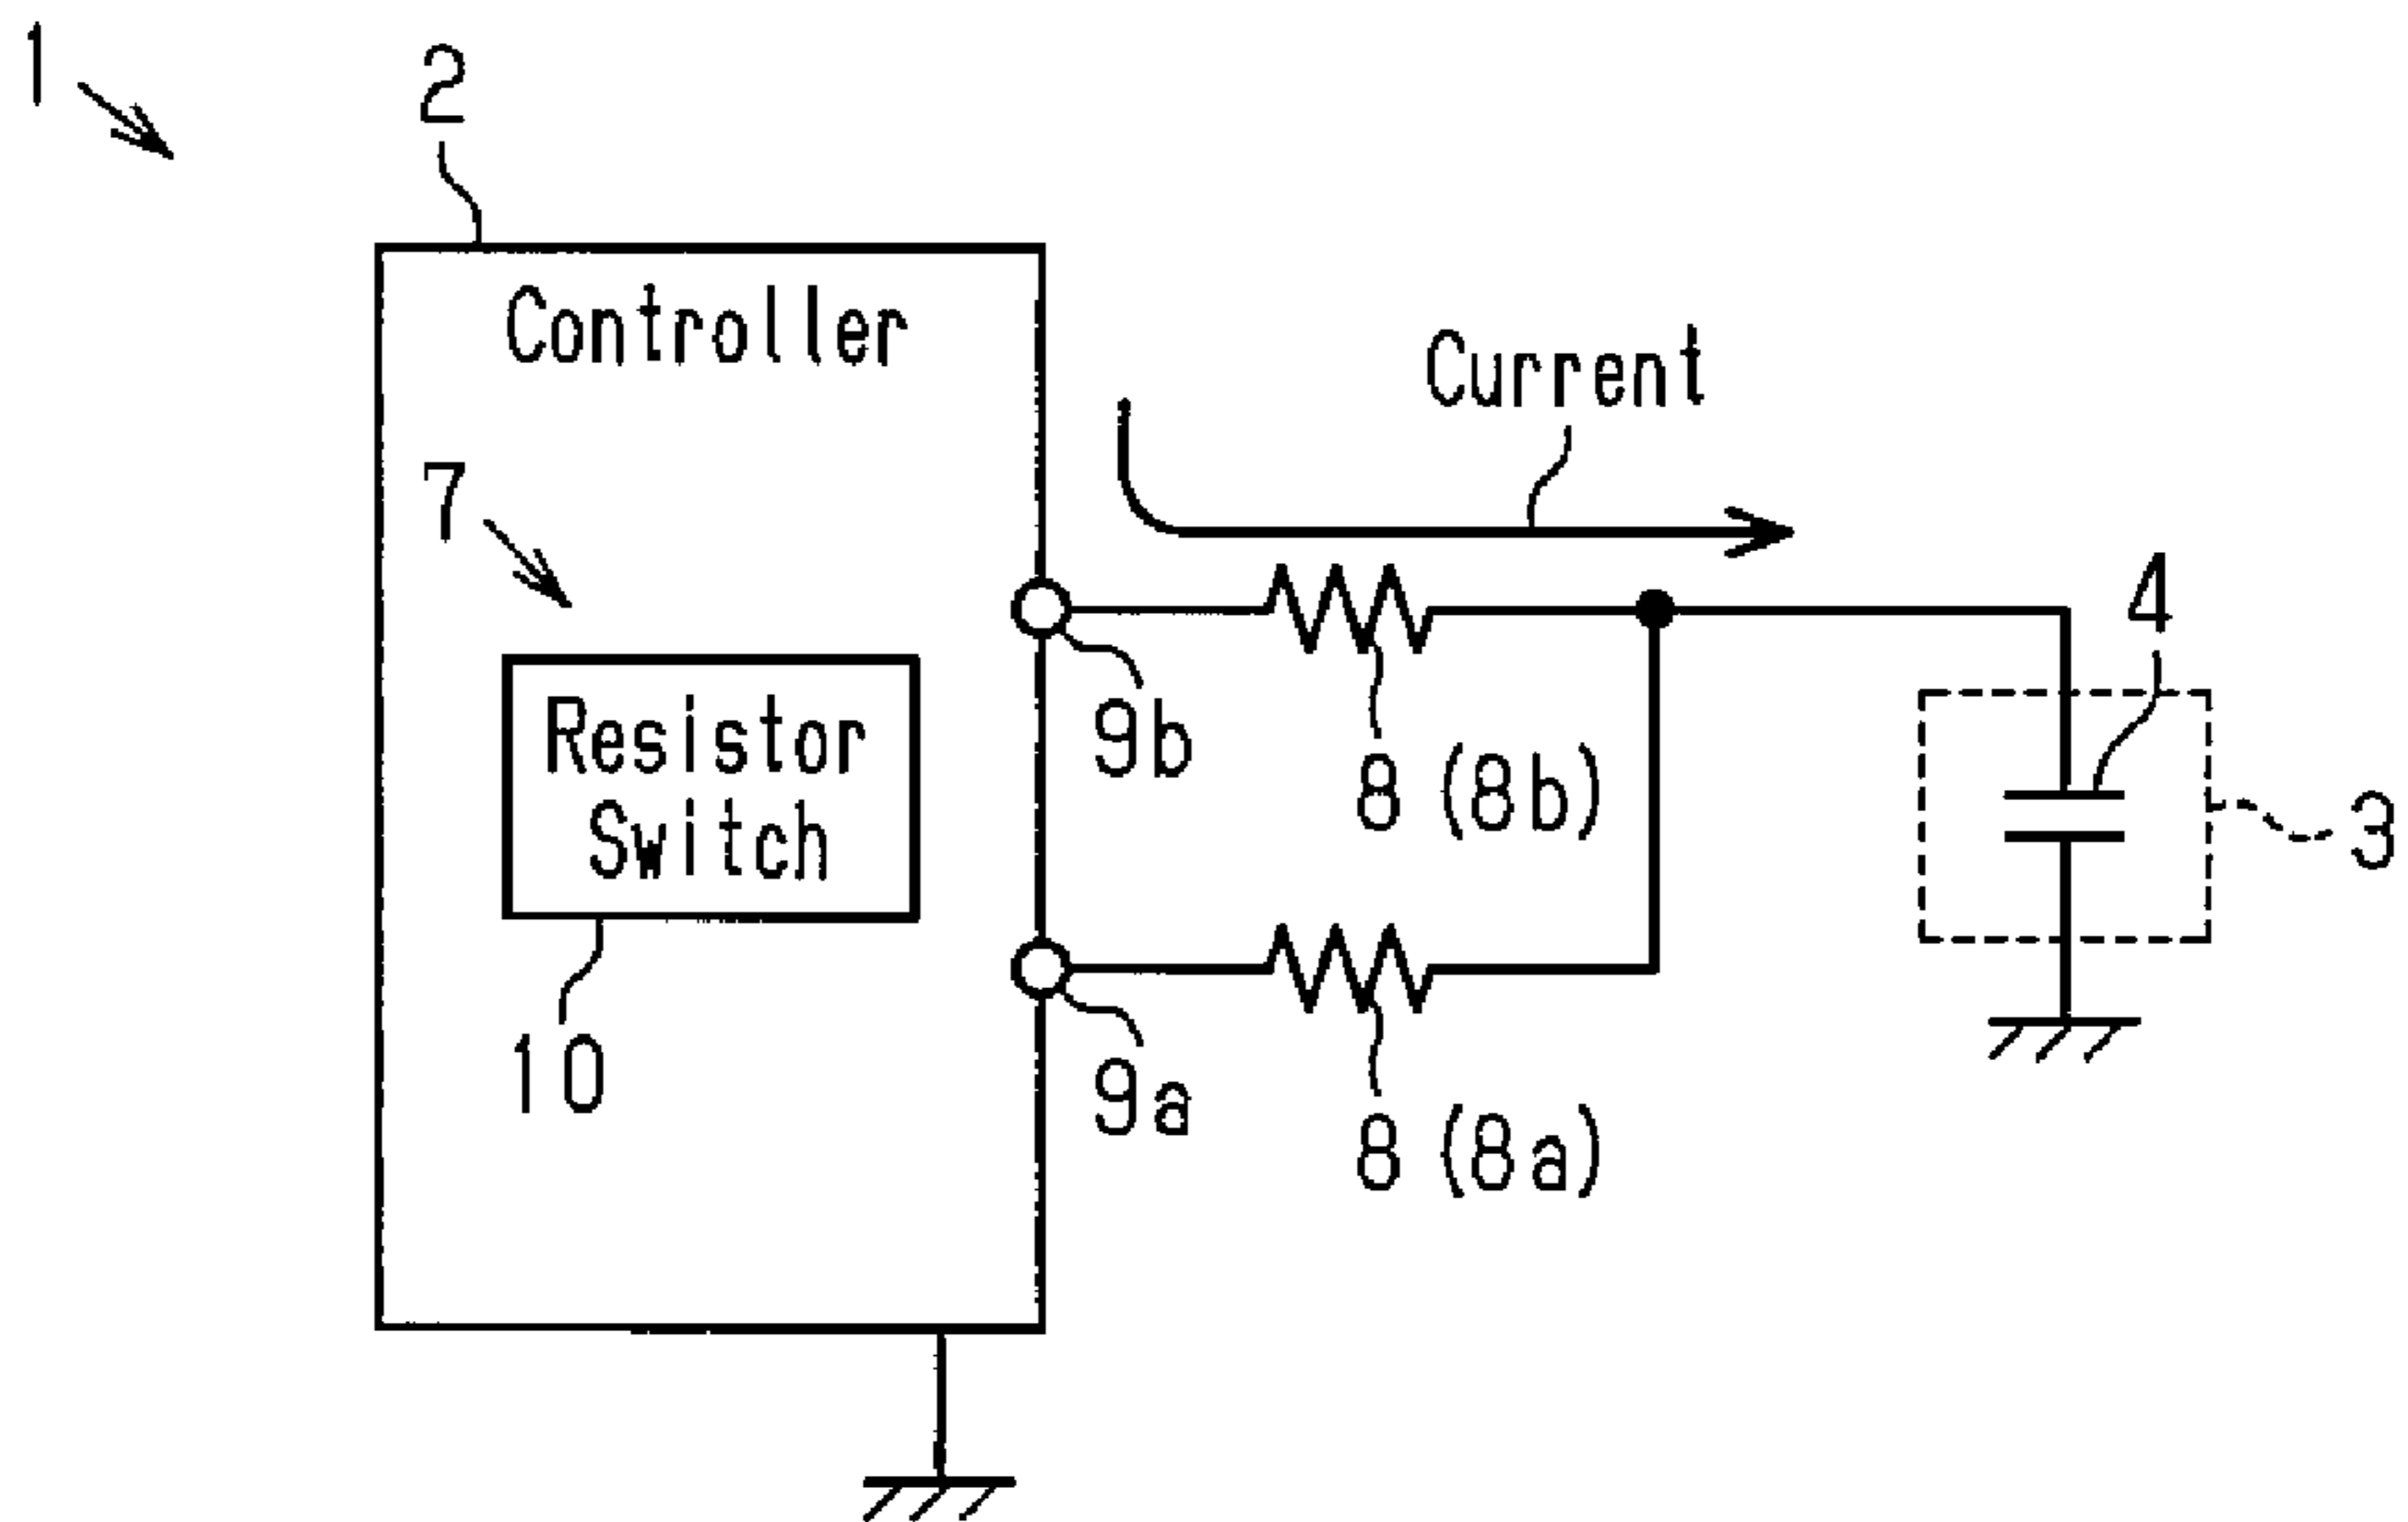 1
2
Controller
Current
7
4
Resistor
Switch
9b
8 (8b)
3
10
9a
8 (8a)